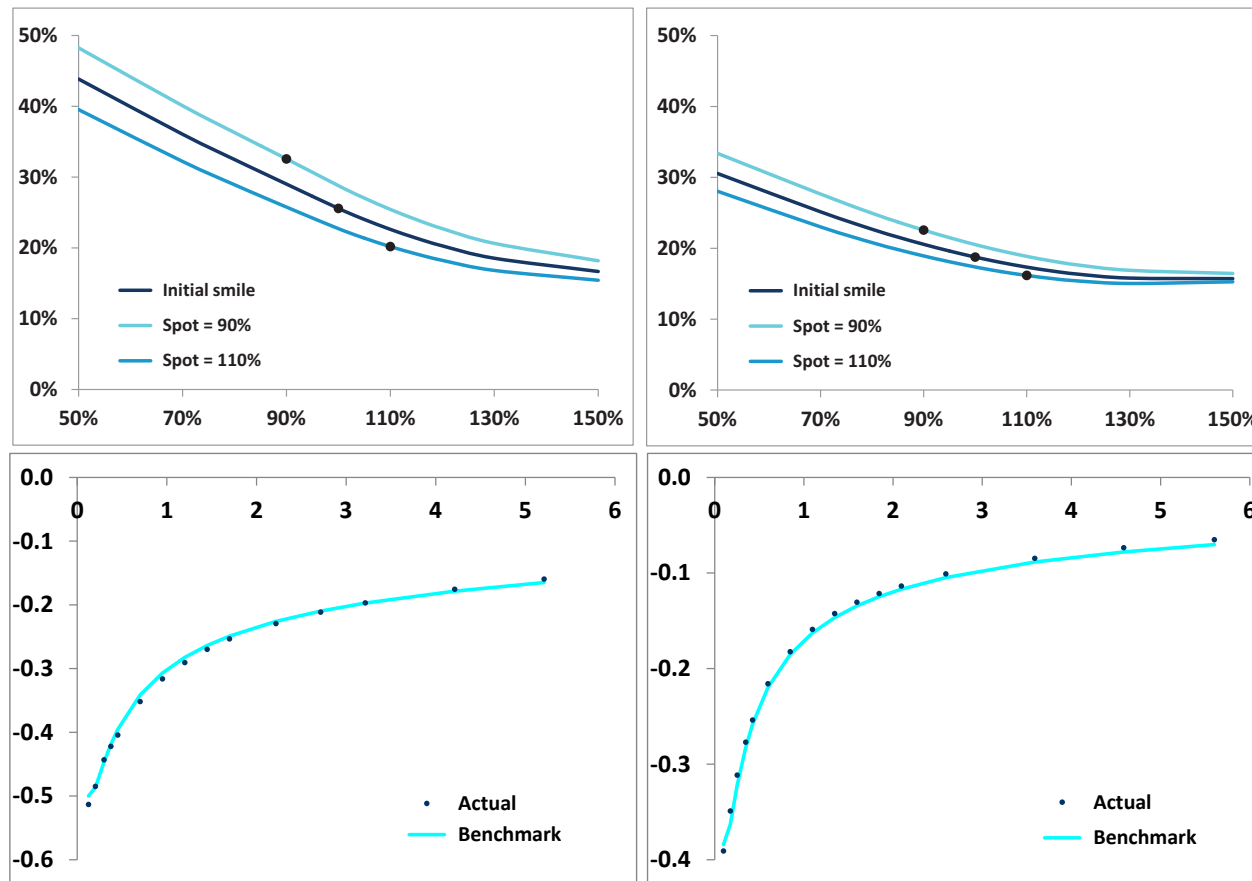 50%
40%
30%
20%
10%
0%
Initial smile
Spot = 90%
Spot = 110%
50% 70% 90% 110% 130% 150%
50%
40%
30%
20%
10%
0%
Initial smile
Spot = 90%
Spot = 110%
50% 70% 90% 110% 130% 150%
0.0
0 1 2 3 4 5 6
-0.1
-0.2
-0.3
-0.4
-0.5
-0.6
Actual
Benchmark
0.0
0 1 2 3 4 5 6
-0.1
-0.2
-0.3
-0.4
Actual
Benchmark